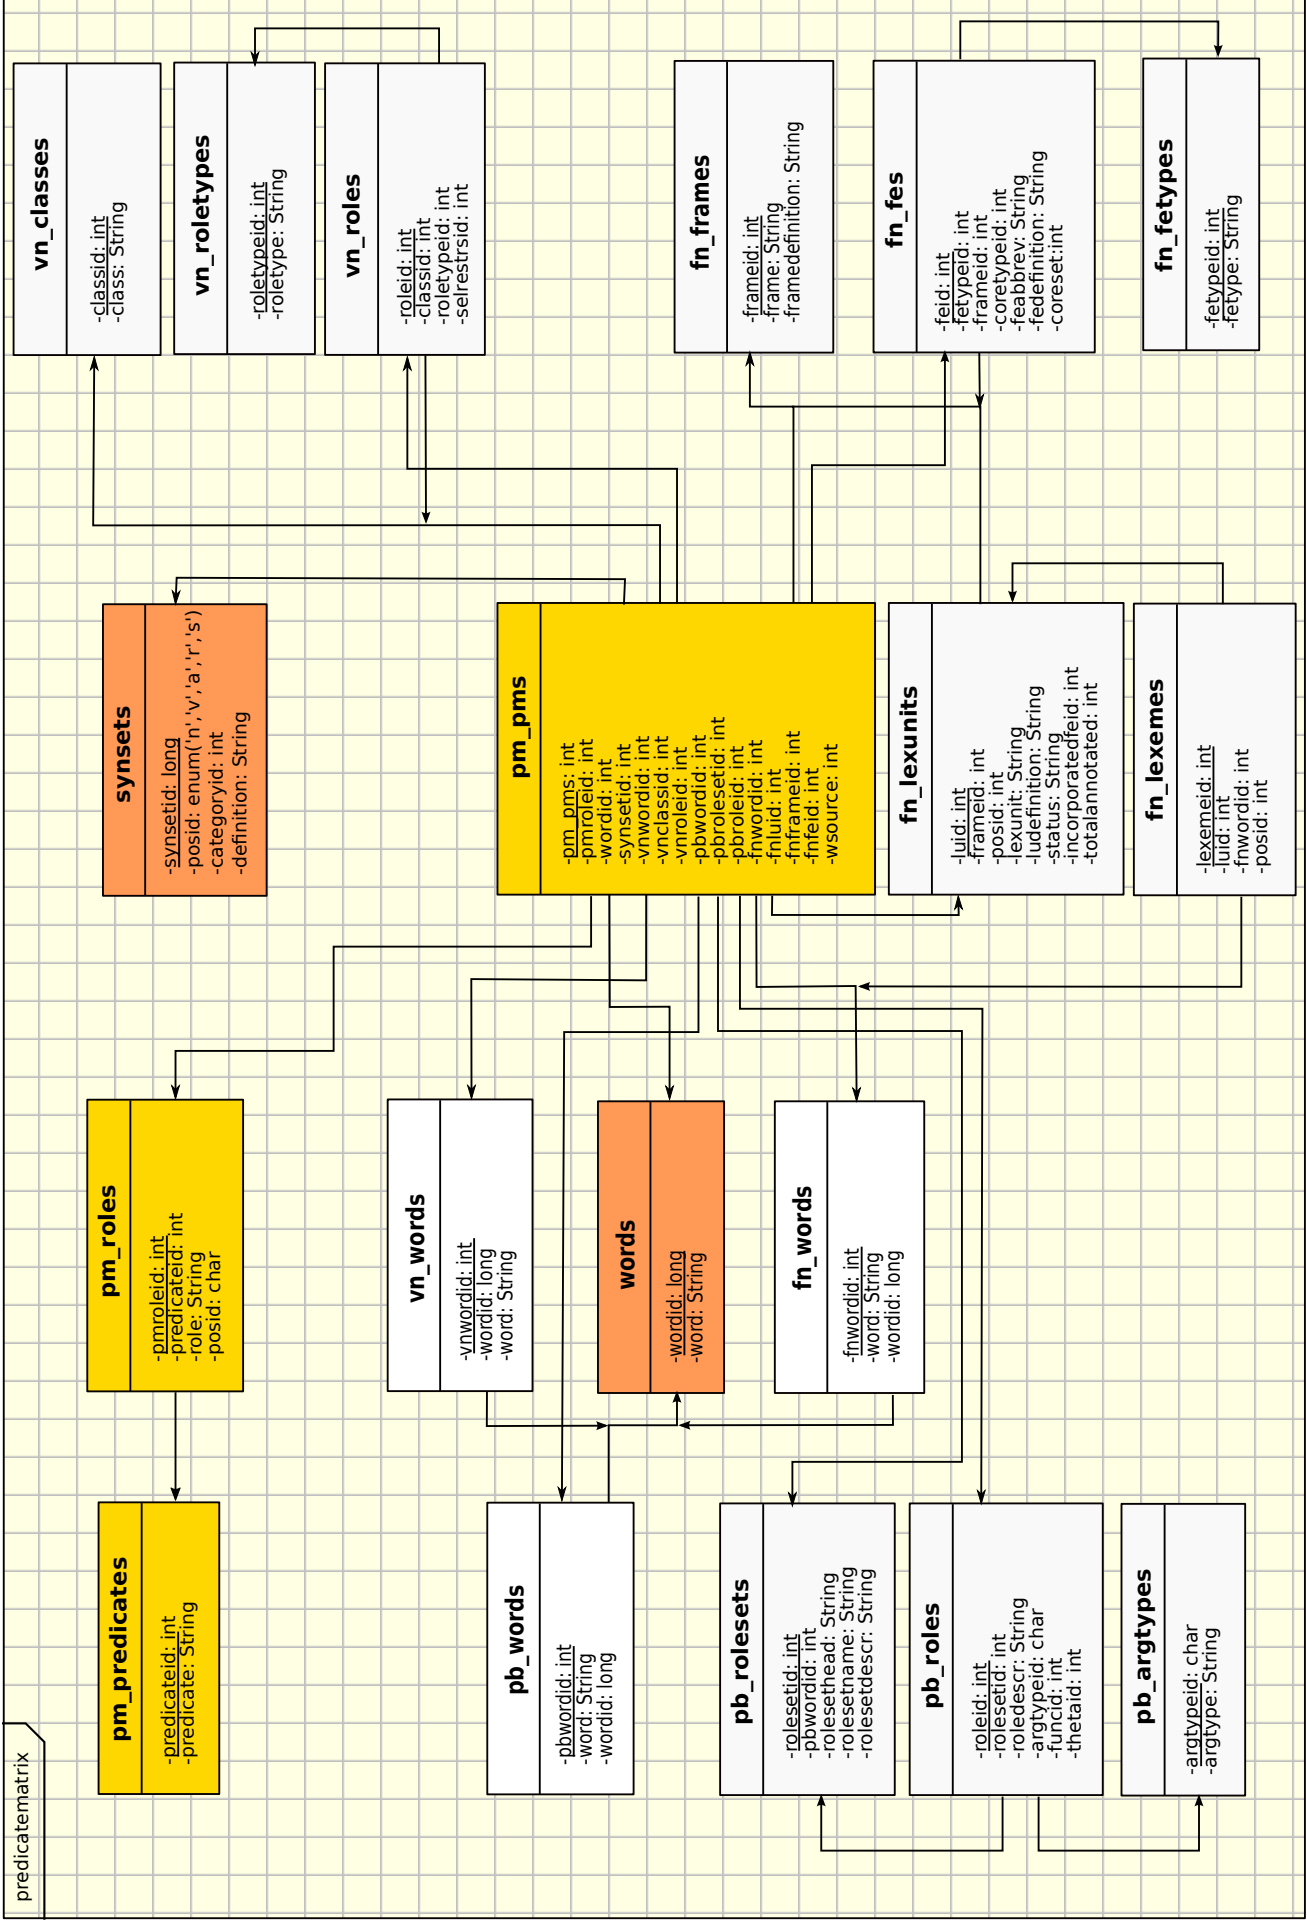 predicatematrix
pm_predicates
-predicateid: int
-predicate: String
pm_roles
-pmroleid: int
-predicateid: int
-role: String
-posid: char
synsets
-synsetid: long
-posid: enum('n','v','a','r','s')
-categoryid: int
-definition: String
vn_classes
-classid: int
-class: String
vn_roletypes
-roletypeid: int
-roletype: String
vn_roles
-roleid: int
-classid: int
-roletypeid: int
-selrestrsid: int
pb_words
-pbwordid: int
-word: String
-wordid: long
vn_words
-vnwordid: int
-wordid: long
-word: String
words
-wordid: long
-word: String
fn_words
-fnwordid: int
-word: String
-wordid: long
pm_pms
-pm_pms: int
-pmroleid: int
-wordid: int
-synsetid: int
-vnwordid: int
-vnclassid: int
-vnroleid: int
-pbwordid: int
-pbrolesetid: int
-pbroleid: int
-fnwordid: int
-fnluid: int
-fnframeid: int
-fnfeid: int
-wsource: int
fn_frames
-frameid: int
-frame: String
-framedefinition: String
fn_fes
-feid: int
-fetypeid: int
-frameid: int
-coretypeid: int
-feabbrev: String
-fedefinition: String
-coreset:int
fn_fetypes
-fetypeid: int
-fetype: String
pb_rolesets
-rolesetid: int
-pbwordid: int
-rolesethead: String
-rolesetname: String
-rolesetdescr: String
pb_roles
-roleid: int
-rolesetid: int
-roledescr: String
-argtypeid: char
-funcid: int
-thetaid: int
pb_argtypes
-argtypeid: char
-argtype: String
fn_lexunits
-luid: int
-frameid: int
-posid: int
-lexunit: String
-ludefinition: String
-status: String
-incorporatedfeid: int
-totalannotated: int
fn_lexemes
-lexemeid: int
-luid: int
-fnwordid: int
-posid: int